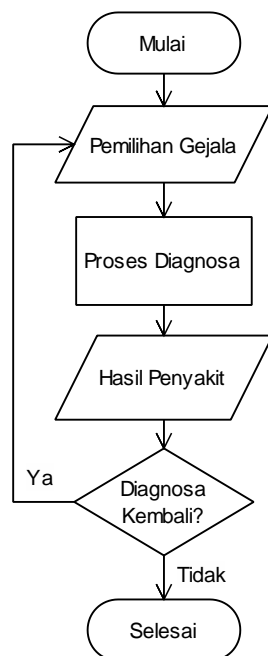 Mulai
Pemilihan Gejala
Proses Diagnosa
Hasil Penyakit
Diagnosa
Kembali?
Ya
Tidak
Selesai